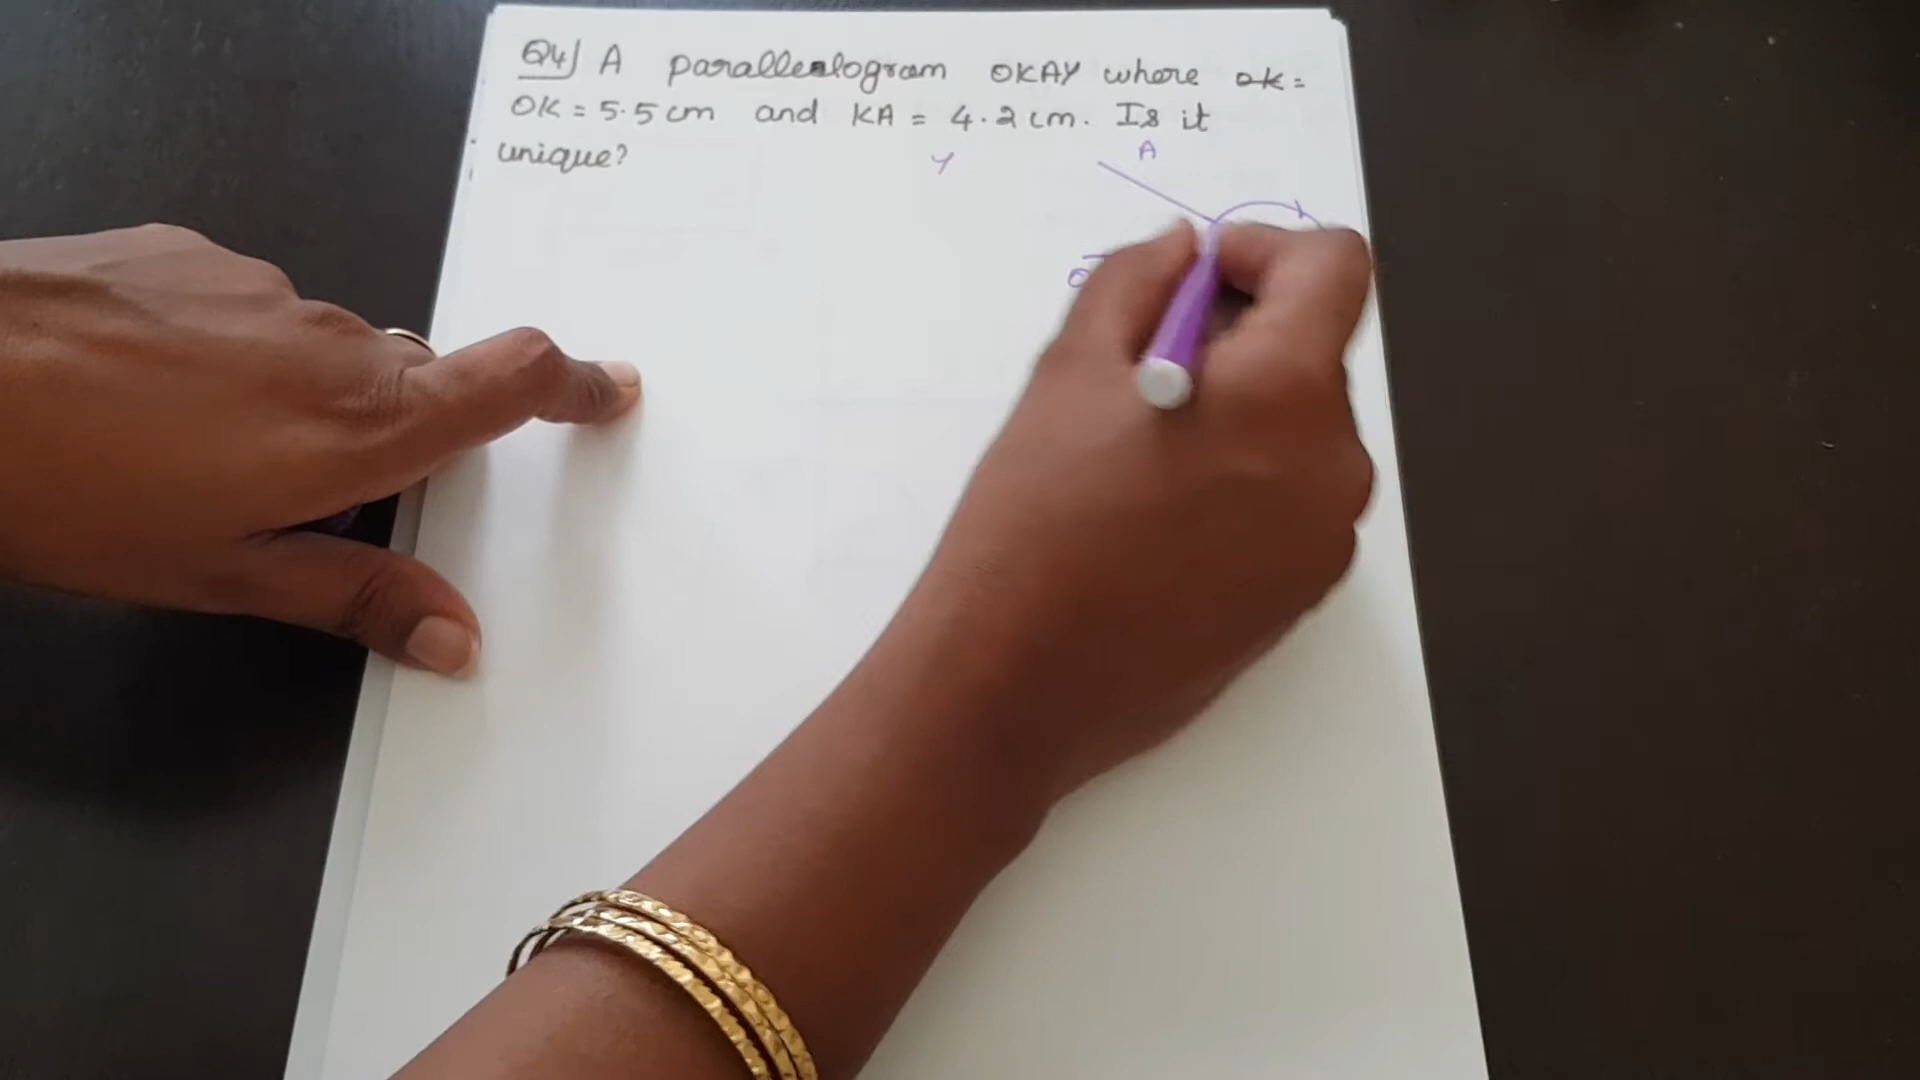 Q4) A parallelogram OKAY where ok =
OK = 5.5 cm and KA = 4.2 cm. Is it
unique?
Y A
O